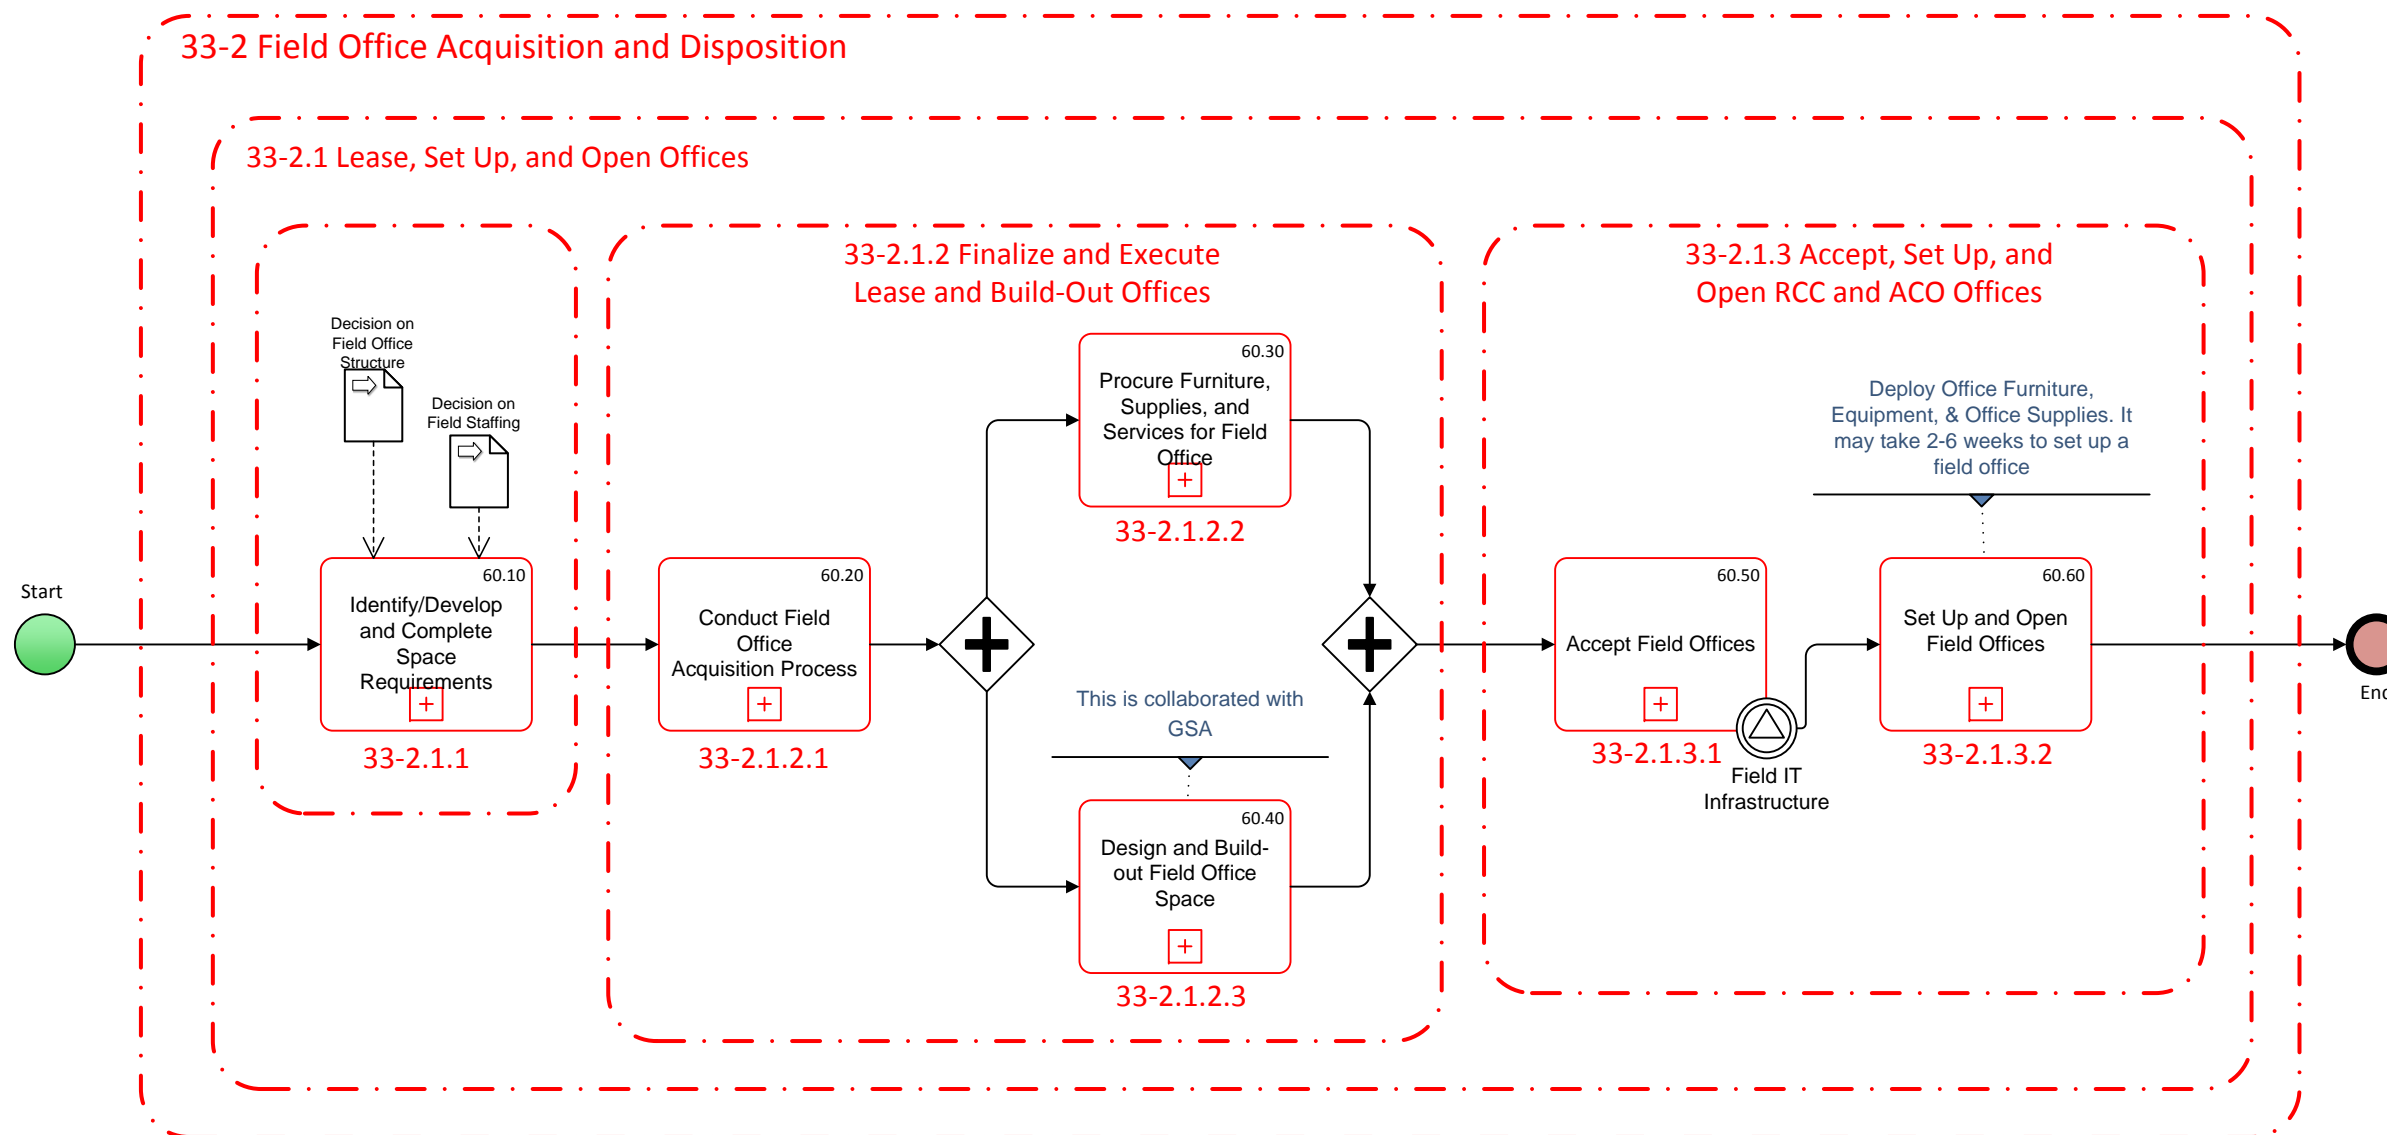 33-2 Field Office Acquisition and Disposition
33-2.1 Lease, Set Up, and Open Offices
33-2.1.2 Finalize and Execute
Lease and Build-Out Offices
33-2.1.3 Accept, Set Up, and
Open RCC and ACO Offices
Decision on
Field Office
Structure
Decision on
Field Staffing
Start
60.10
Identify/Develop
and Complete
Space
Requirements
33-2.1.1
60.20
Conduct Field
Office
Acquisition Process
33-2.1.2.1
60.30
Procure Furniture,
Supplies, and
Services for Field
Office
33-2.1.2.2
This is collaborated with
GSA
60.40
Design and Build-
out Field Office
Space
33-2.1.2.3
60.50
Accept Field Offices
33-2.1.3.1
Field IT
Infrastructure
Deploy Office Furniture,
Equipment, & Office Supplies. It
may take 2-6 weeks to set up a
field office
60.60
Set Up and Open
Field Offices
33-2.1.3.2
End